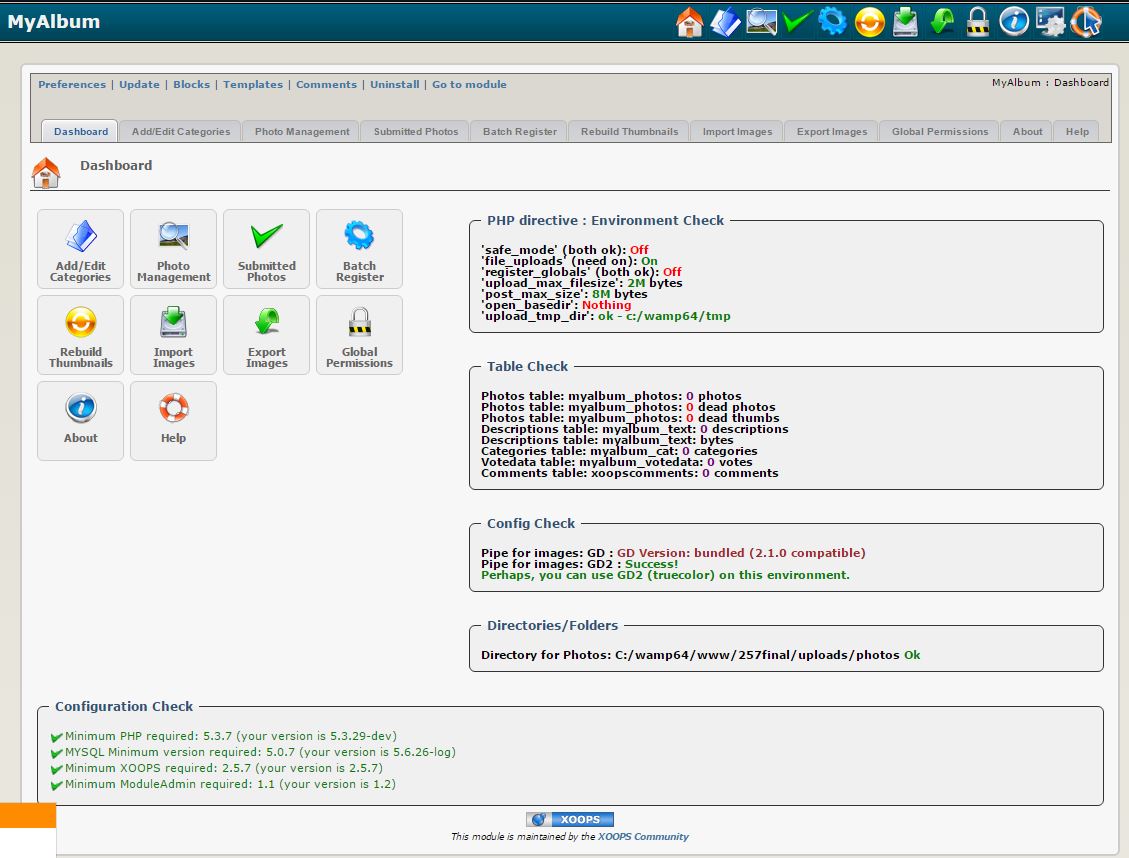 MyAlbum
Preferences | Update | Blocks | Templates | Comments | Uninstall | Go to module
MyAlbum : Dashboard
Dashboard
Add/Edit Categories
Photo Management
Submitted Photos
Batch Register
Rebuild Thumbnails
Import Images
Export Images
Global Permissions
About
Help
Dashboard
Add/Edit
Categories
Photo
Management
Submitted
Photos
Batch
Register
Rebuild
Thumbnails
Import
Images
Export
Images
Global
Permissions
About
Help
PHP directive : Environment Check
'safe_mode' (both ok): Off
'file_uploads' (need on): On
'register_globals' (both ok): Off
'upload_max_filesize': 2M bytes
'post_max_size': 8M bytes
'open_basedir': Nothing
'upload_tmp_dir': ok - c:/wamp64/tmp
Table Check
Photos table: myalbum_photos: 0 photos
Photos table: myalbum_photos: 0 dead photos
Photos table: myalbum_photos: 0 dead thumbs
Descriptions table: myalbum_text: 0 descriptions
Descriptions table: myalbum_text: bytes
Categories table: myalbum_cat: 0 categories
Votedata table: myalbum_votedata: 0 votes
Comments table: xoopscomments: 0 comments
Config Check
Pipe for images: GD : GD Version: bundled (2.1.0 compatible)
Pipe for images: GD2 : Success!
Perhaps, you can use GD2 (truecolor) on this environment.
Directories/Folders
Directory for Photos: C:/wamp64/www/257final/uploads/photos Ok
Configuration Check
Minimum PHP required: 5.3.7 (your version is 5.3.29-dev)
MYSQL Minimum version required: 5.0.7 (your version is 5.6.26-log)
Minimum XOOPS required: 2.5.7 (your version is 2.5.7)
Minimum ModuleAdmin required: 1.1 (your version is 1.2)
XOOPS
This module is maintained by the XOOPS Community